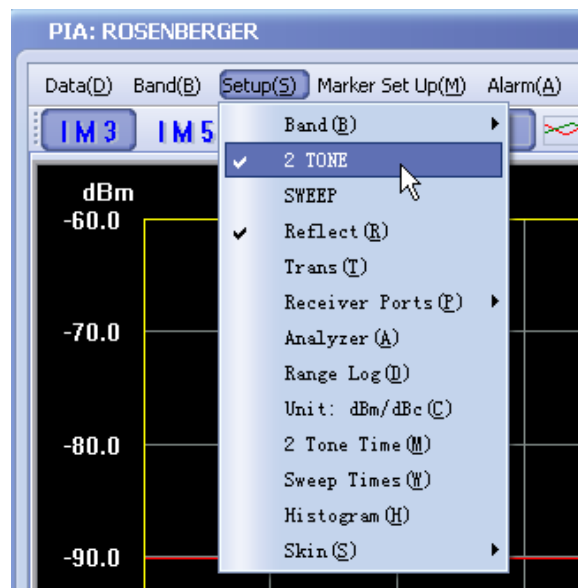 PIA: ROSENBERGER
Data(D) Band(B) Setup(S) Marker Set Up(M) Alarm(A)
IM3 IM5
Band(B)
2 TONE
SWEEP
Reflect(R)
Trans(T)
Receiver Ports(P)
Analyzer(A)
Range Log(D)
Unit: dBm/dBc(C)
2 Tone Time(M)
Sweep Times(W)
Histogram(H)
Skin(S)
dBm
-60.0
-70.0
-80.0
-90.0